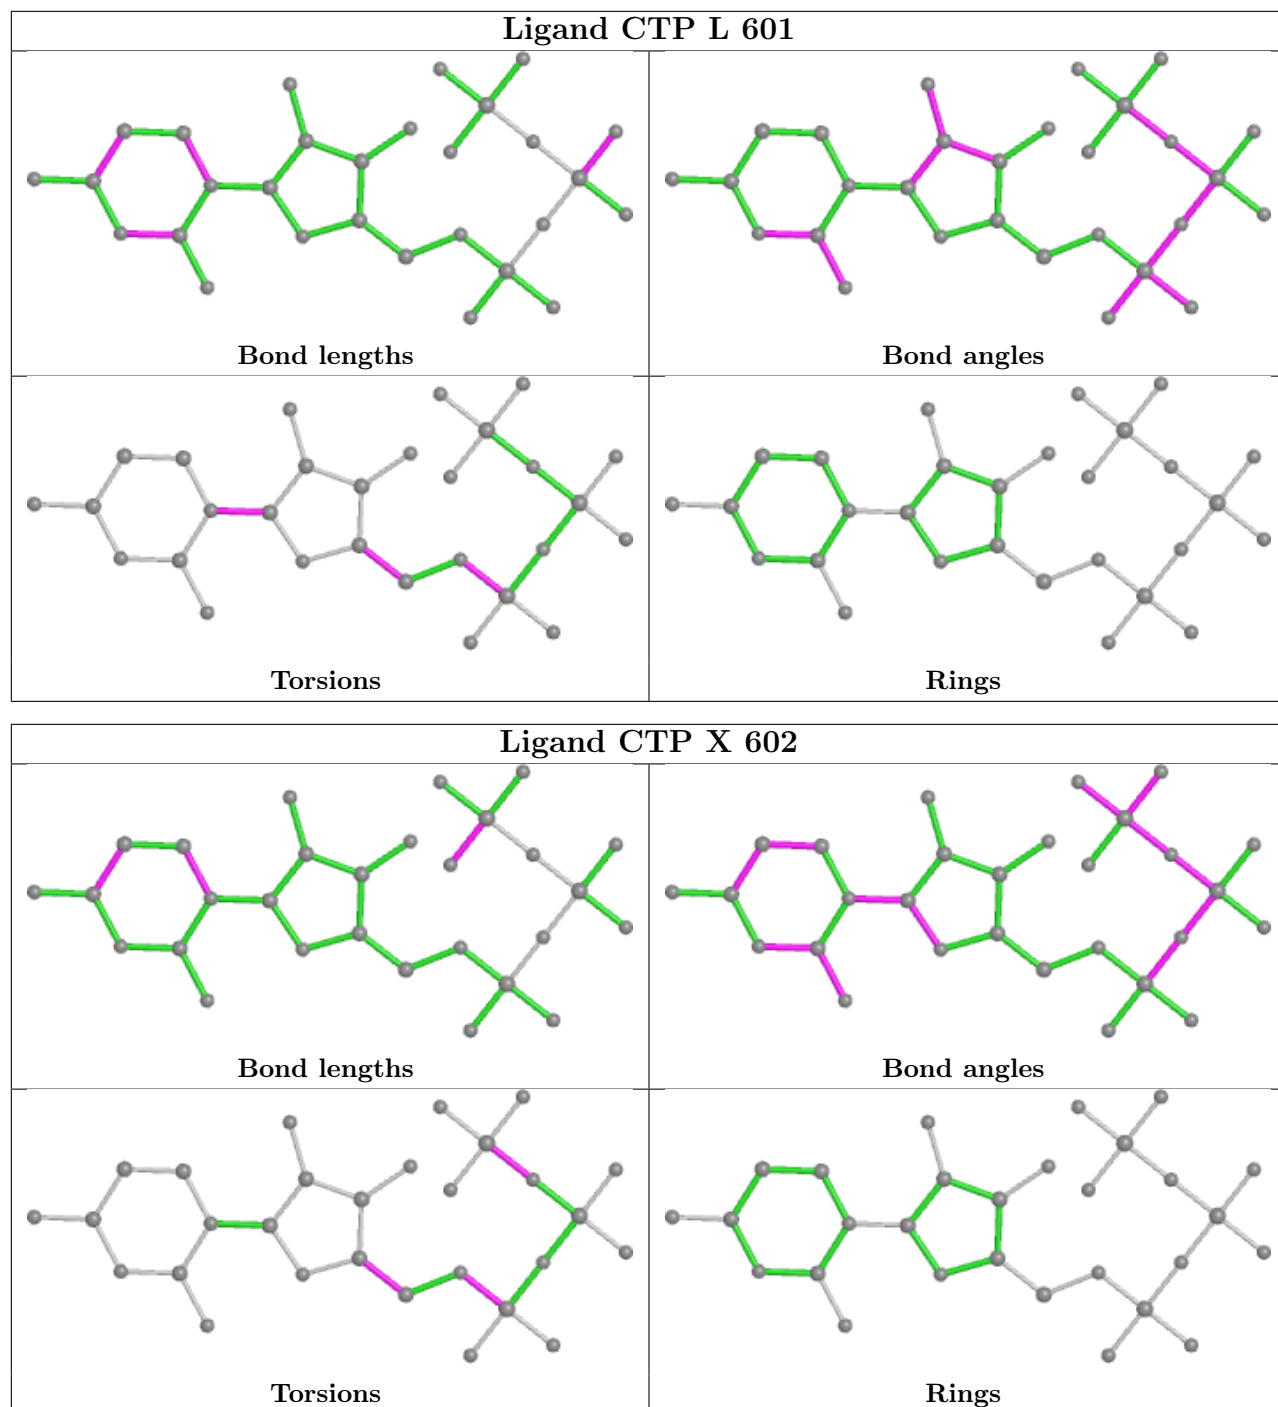 Ligand CTP L 601
Bond lengths
Bond angles
Torsions
Rings
Ligand CTP X 602
Bond lengths
Bond angles
Torsions
Rings